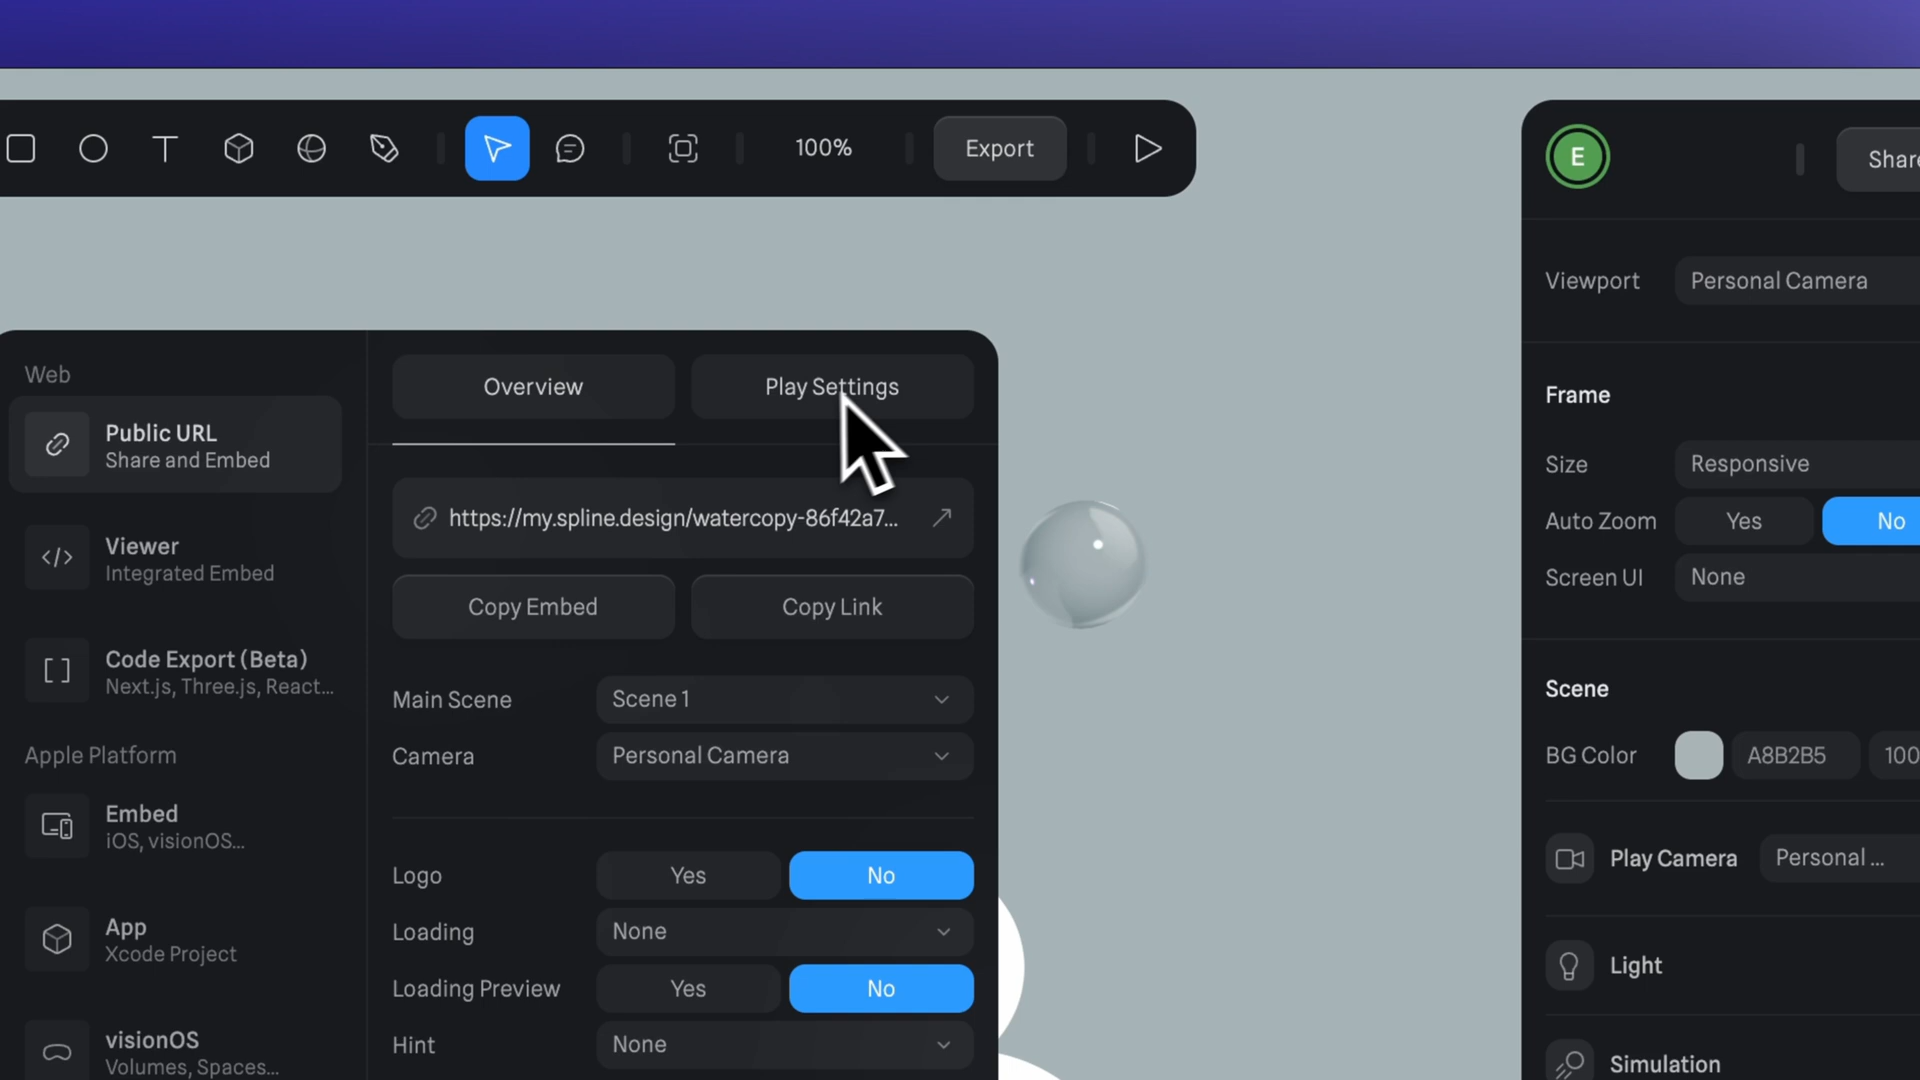 100%
Export
E
Share
Viewport
Personal Camera
Web
Overview
Play Settings
Frame
Public URL
Share and Embed
Size
Responsive
https://my.spline.design/watercopy-86f42a7...
Auto Zoom
Yes
No
Viewer
Integrated Embed
Screen UI
None
Copy Embed
Copy Link
Code Export (Beta)
Next.js, Three.js, React...
Main Scene
Scene 1
Scene
Apple Platform
Camera
Personal Camera
BG Color
A8B2B5
100
Embed
iOS, visionOS...
Play Camera
Personal ...
Logo
Yes
No
App
Xcode Project
Loading
None
Light
Loading Preview
Yes
No
visionOS
Volumes, Spaces...
Hint
None
Simulation